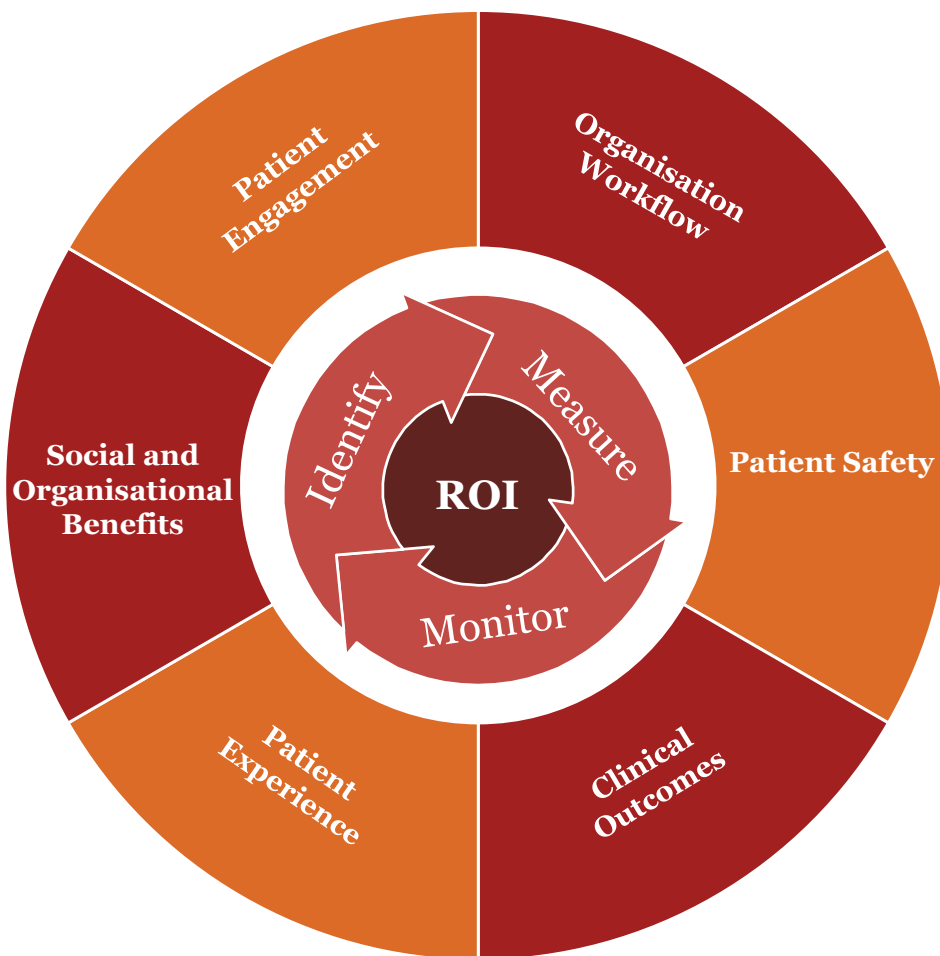 Patient
Engagement
Organisation
Workflow
Identify
Measure
Social and
Organisational
Benefits
ROI
Patient Safety
Monitor
Patient
Experience
Clinical
Outcomes